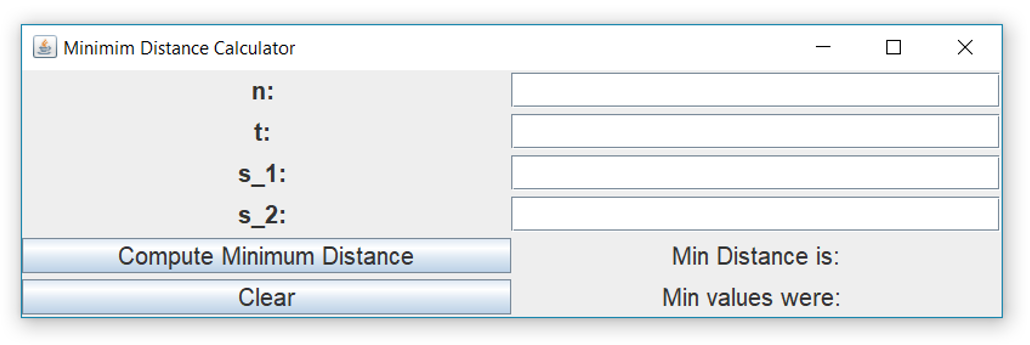 Minimim Distance Calculator
n:
t:
s_1:
s_2:
Compute Minimum Distance
Min Distance is:
Clear
Min values were: